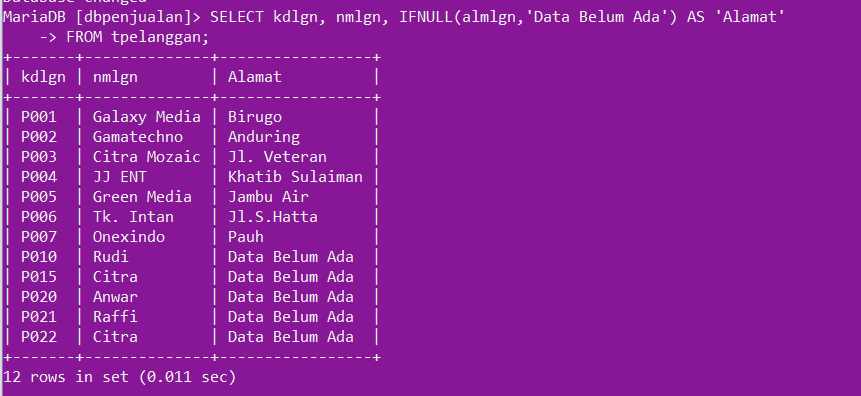 Database changed
MariaDB [dbpenjualan]> SELECT kdlgn, nmlgn, IFNULL(almlgn,'Data Belum Ada') AS 'Alamat'
    -> FROM tpelanggan;
+-------+--------------+-----------------+
| kdlgn | nmlgn        | Alamat          |
+-------+--------------+-----------------+
| P001  | Galaxy Media | Birugo          |
| P002  | Gamatechno   | Anduring        |
| P003  | Citra Mozaic | Jl. Veteran     |
| P004  | JJ ENT       | Khatib Sulaiman |
| P005  | Green Media  | Jambu Air       |
| P006  | Tk. Intan    | Jl.S.Hatta      |
| P007  | Onexindo     | Pauh            |
| P010  | Rudi         | Data Belum Ada  |
| P015  | Citra        | Data Belum Ada  |
| P020  | Anwar        | Data Belum Ada  |
| P021  | Raffi        | Data Belum Ada  |
| P022  | Citra        | Data Belum Ada  |
+-------+--------------+-----------------+
12 rows in set (0.011 sec)